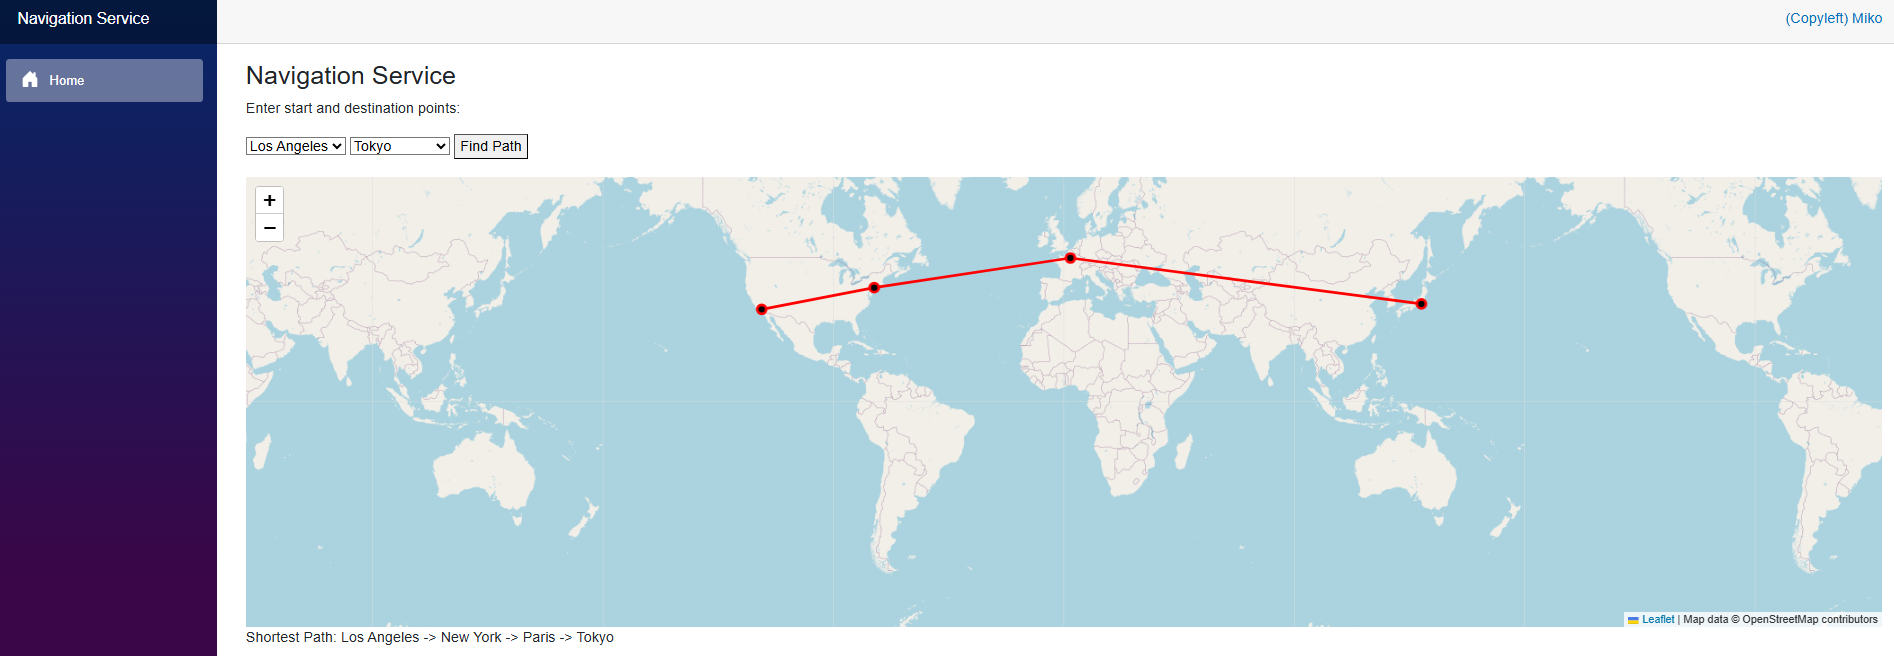 Navigation Service
(Copyleft) Miko
Home
Navigation Service
Enter start and destination points:
Los Angeles Tokyo Find Path
+
−
Leaflet | Map data © OpenStreetMap contributors
Shortest Path: Los Angeles -> New York -> Paris -> Tokyo